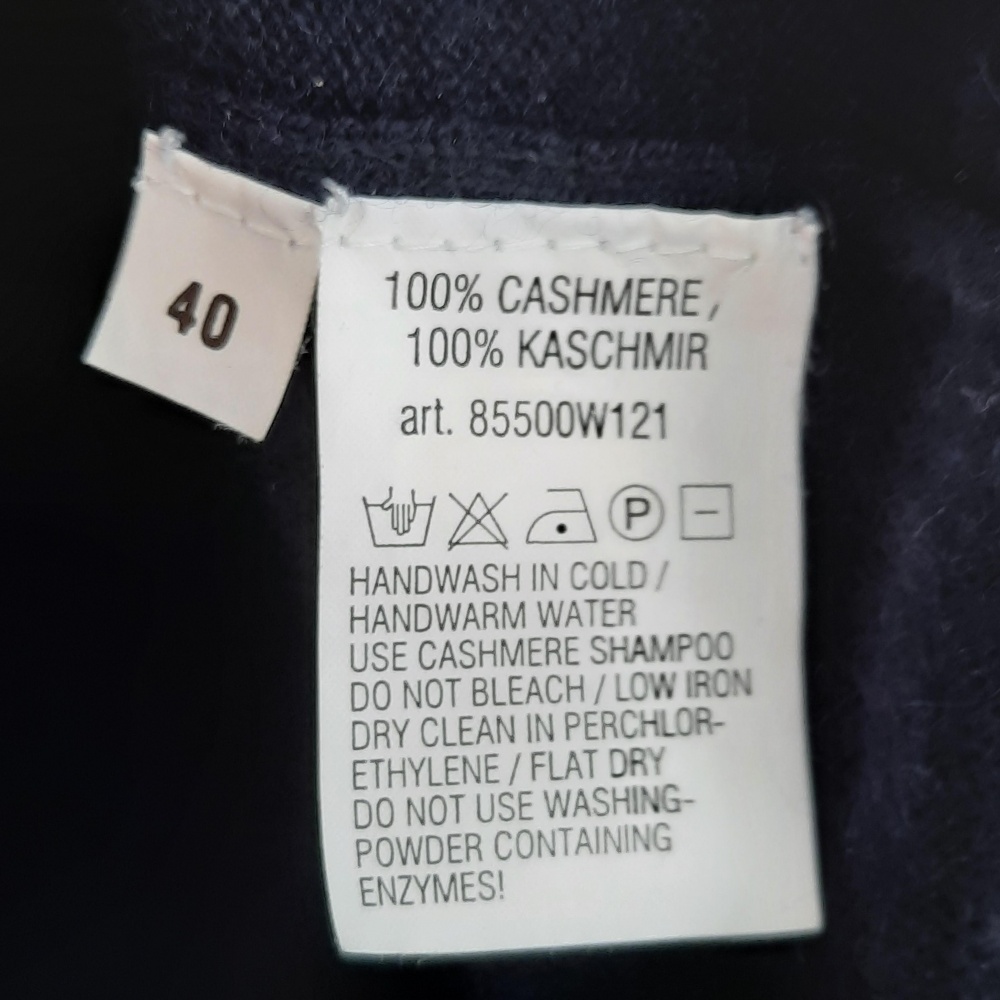 40
100% CASHMERE,
100% KASCHMIR
art. 85500W121
P
HANDWASH IN COLD /
HANDWARM WATER
USE CASHMERE SHAMPOO
DO NOT BLEACH / LOW IRON
DRY CLEAN IN PERCHLOR-
ETHYLENE / FLAT DRY
DO NOT USE WASHING-
POWDER CONTAINING
ENZYMES!